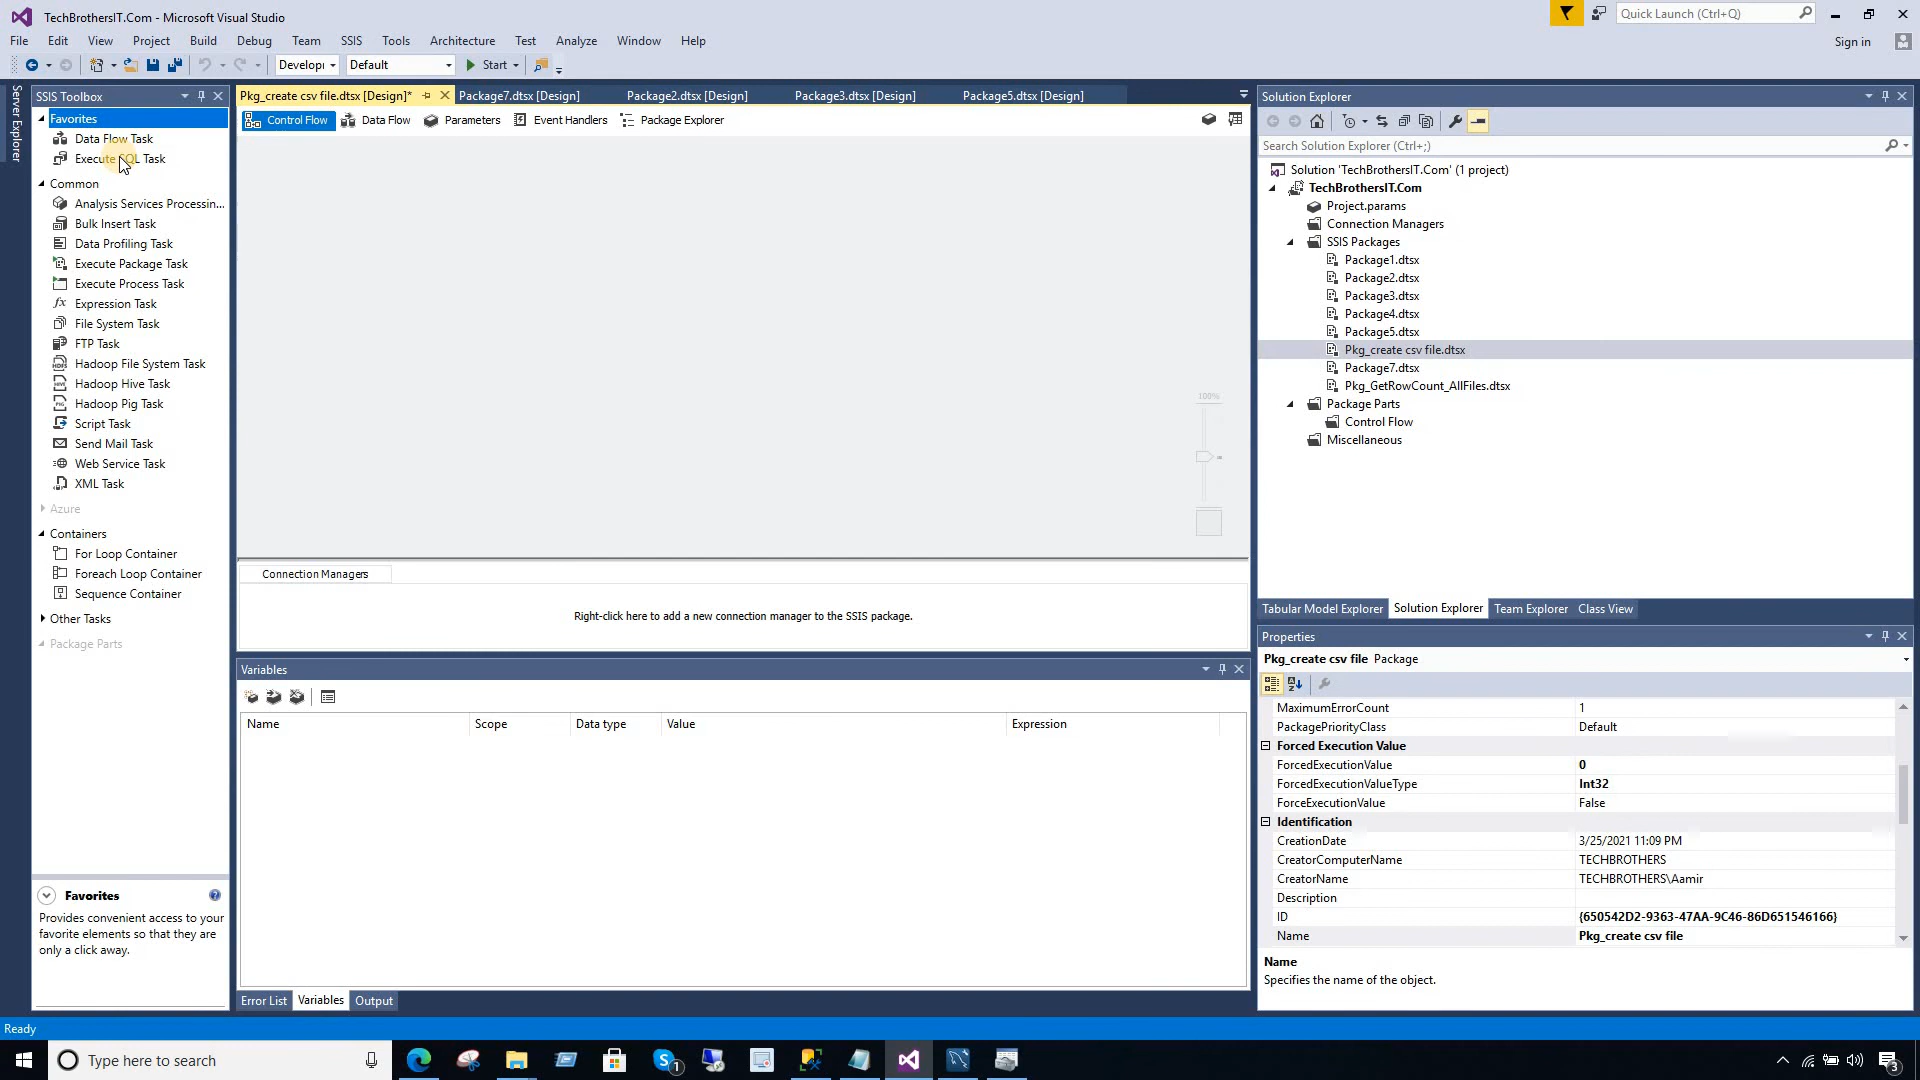 TechBrothersIT.Com - Microsoft Visual Studio
Quick Launch (Ctrl+Q)
File Edit View Project Build Debug Team SSIS Tools Architecture Test Analyze Window Help
Sign in
Default
Start
Server Explorer
SSIS Toolbox
Favorites
Data Flow Task
Execute SQL Task
Common
Analysis Services Processin...
Bulk Insert Task
Data Profiling Task
Execute Package Task
Execute Process Task
Expression Task
File System Task
FTP Task
Hadoop File System Task
Hadoop Hive Task
Hadoop Pig Task
Script Task
Send Mail Task
Web Service Task
XML Task
Azure
Containers
For Loop Container
Foreach Loop Container
Sequence Container
Other Tasks
Package Parts
Favorites
Provides convenient access to your
favorite elements so that they are
only a click away.
Pkg_create csv file.dtsx [Design]* Package7.dtsx [Design] Package2.dtsx [Design] Package3.dtsx [Design] Package5.dtsx [Design]
Control Flow Data Flow Parameters Event Handlers Package Explorer
100%
Connection Managers
Right-click here to add a new connection manager to the SSIS package.
Variables
Name Scope Data type Value Expression
Error List Variables Output
Solution Explorer
Search Solution Explorer (Ctrl+;)
Solution 'TechBrothersIT.Com' (1 project)
TechBrothersIT.Com
Project.params
Connection Managers
SSIS Packages
Package1.dtsx
Package2.dtsx
Package3.dtsx
Package4.dtsx
Package5.dtsx
Pkg_create csv file.dtsx
Package7.dtsx
Pkg_GetRowCount_AllFiles.dtsx
Package Parts
Control Flow
Miscellaneous
Tabular Model Explorer Solution Explorer Team Explorer Class View
Properties
Pkg_create csv file Package
MaximumErrorCount 1
PackagePriorityClass Default
Forced Execution Value
ForcedExecutionValue 0
ForcedExecutionValueType Int32
ForceExecutionValue False
Identification
CreationDate 3/25/2021 11:09 PM
CreatorComputerName TECHBROTHERS
CreatorName TECHBROTHERS\Aamir
Description
ID {650542D2-9363-47AA-9C46-86D651546166}
Name Pkg_create csv file
Name
Specifies the name of the object.
Ready
Type here to search
1
3